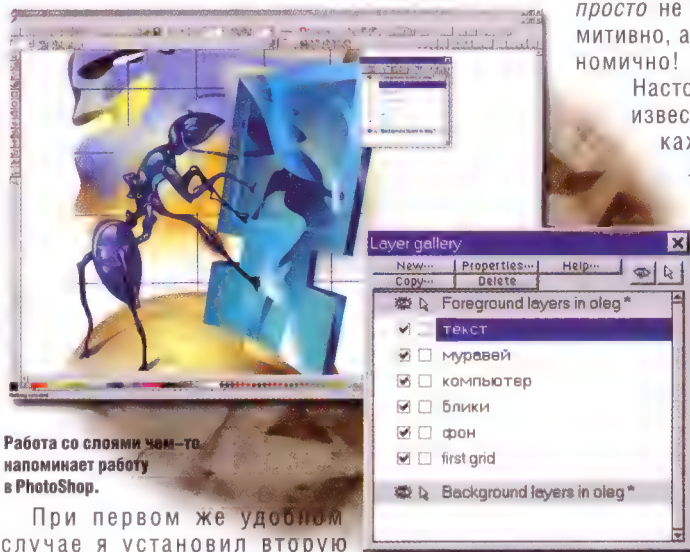 просто не
митивно, а
номично!
Насто
извес
каж
Layer gallery
New... Properties... Help...
Copy... Delete
Foreground layers in oleg *
текст
муравей
компьютер
блики
фон
first grid
Background layers in oleg *
Работа со слоями чем–то
напоминает работу
в PhotoShop.
При первом же удобном
случае я установил вторую